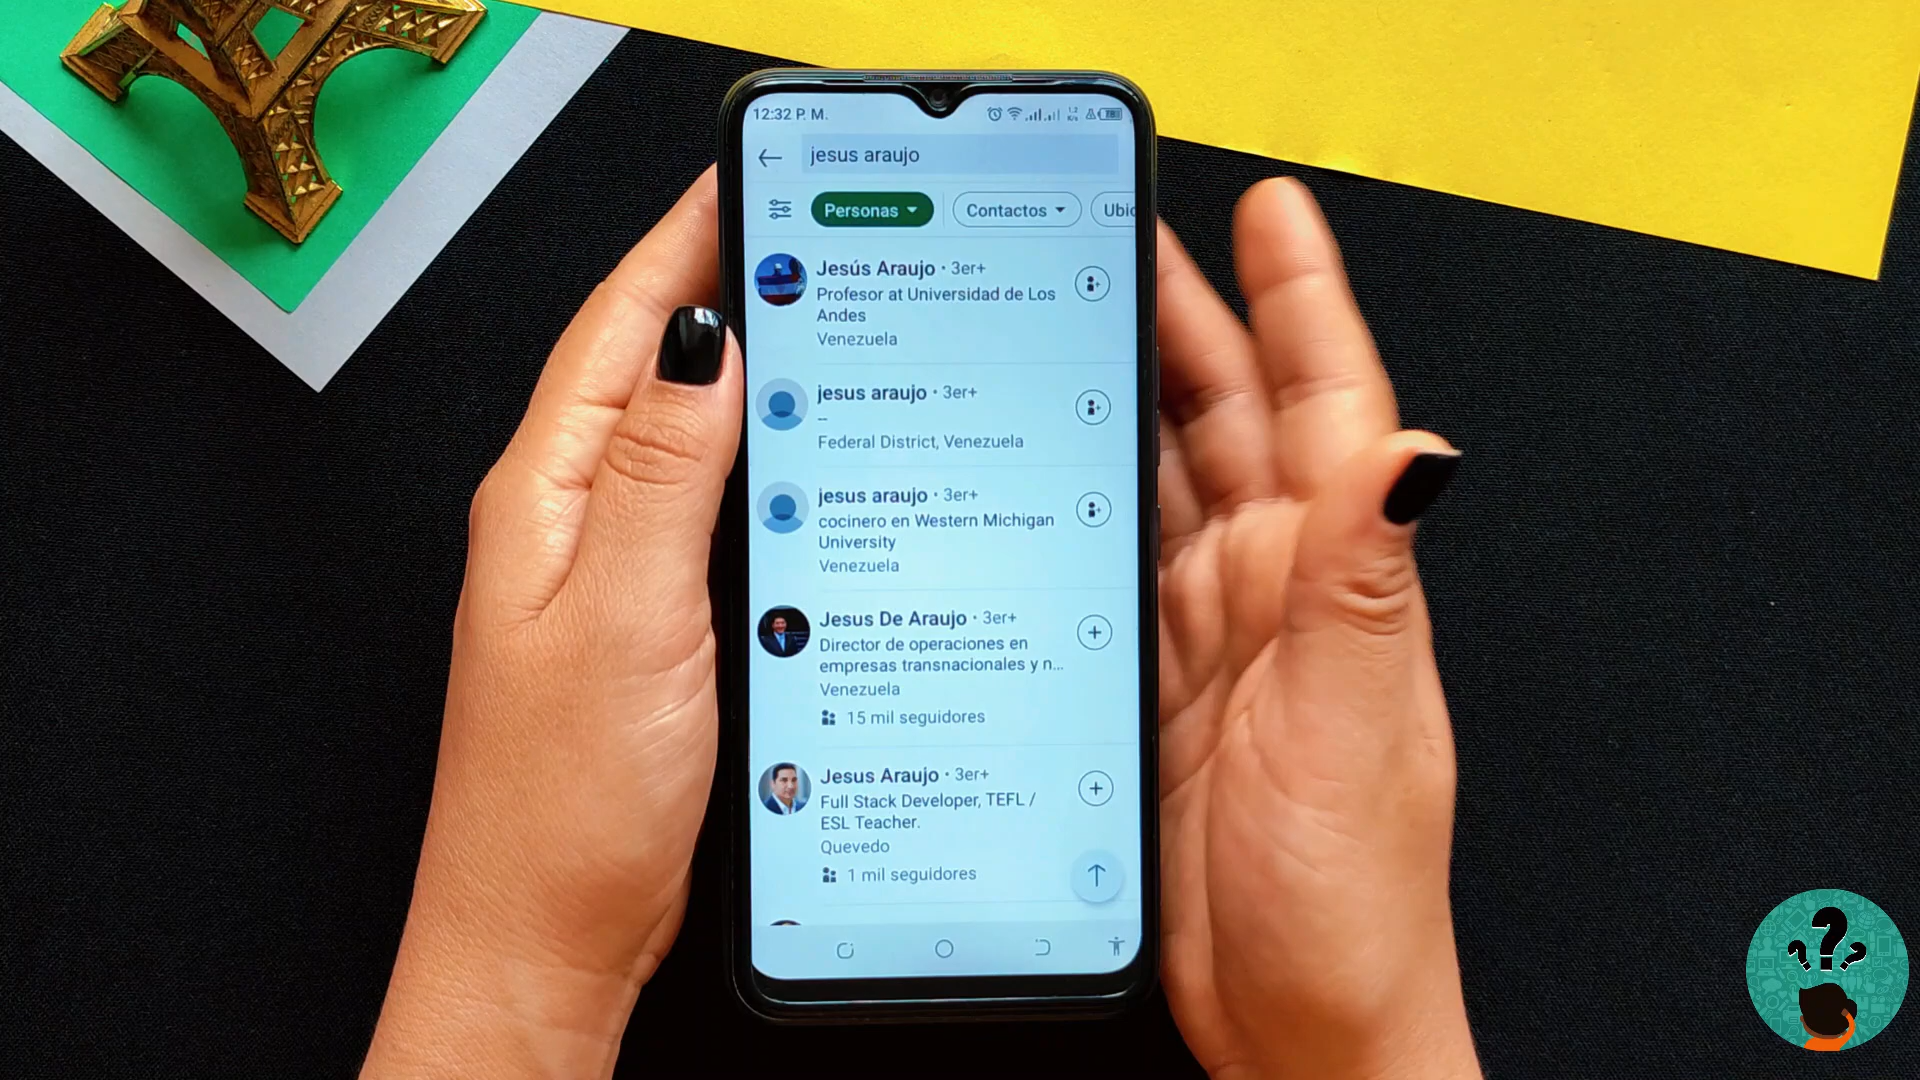 12:32 P. M.
jesus araujo
Personas
Contactos
Ubic
Jesús Araujo • 3er+
Profesor at Universidad de Los
Andes
Venezuela
jesus araujo • 3er+
--
Federal District, Venezuela
jesus araujo • 3er+
cocinero en Western Michigan
University
Venezuela
Jesus De Araujo • 3er+
Director de operaciones en
empresas transnacionales y n...
Venezuela
15 mil seguidores
Jesus Araujo • 3er+
Full Stack Developer, TEFL /
ESL Teacher.
Quevedo
1 mil seguidores
???